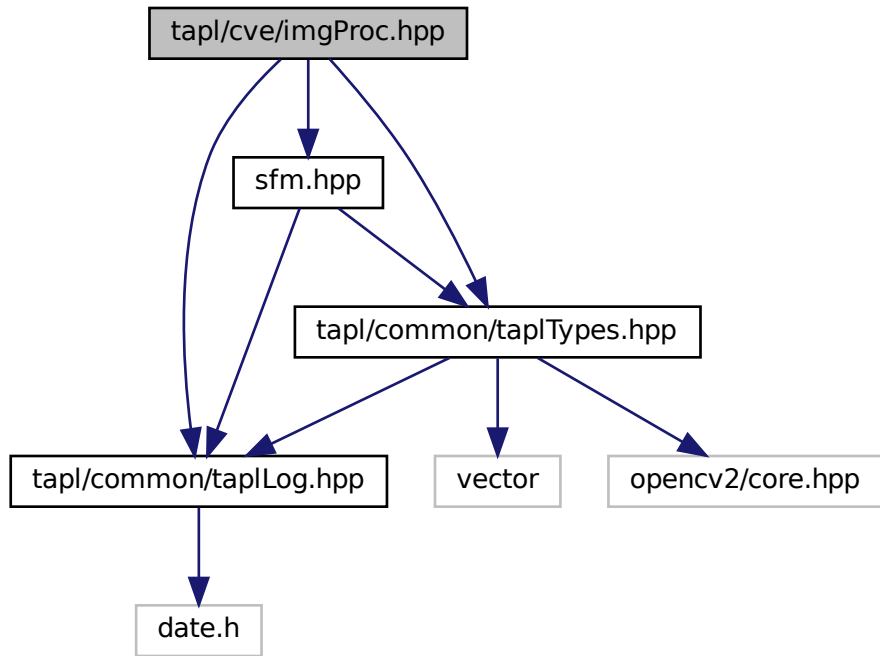 tapl/cve/imgProc.hpp
sfm.hpp
tapl/common/taplTypes.hpp
tapl/common/taplLog.hpp
vector
opencv2/core.hpp
date.h